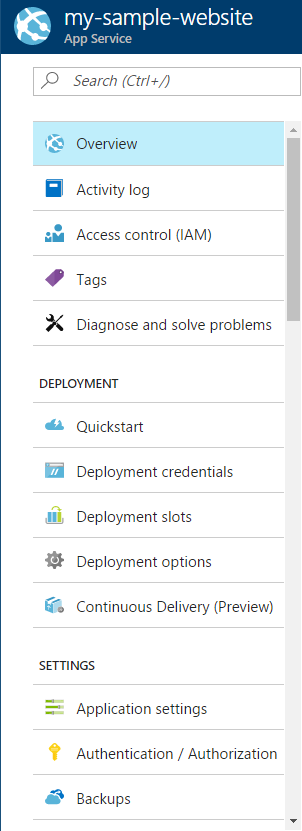 my-sample-website
App Service
Search (Ctrl+/)
Overview
Activity log
Access control (IAM)
Tags
Diagnose and solve problems
DEPLOYMENT
Quickstart
Deployment credentials
Deployment slots
Deployment options
Continuous Delivery (Preview)
SETTINGS
Application settings
Authentication / Authorization
Backups